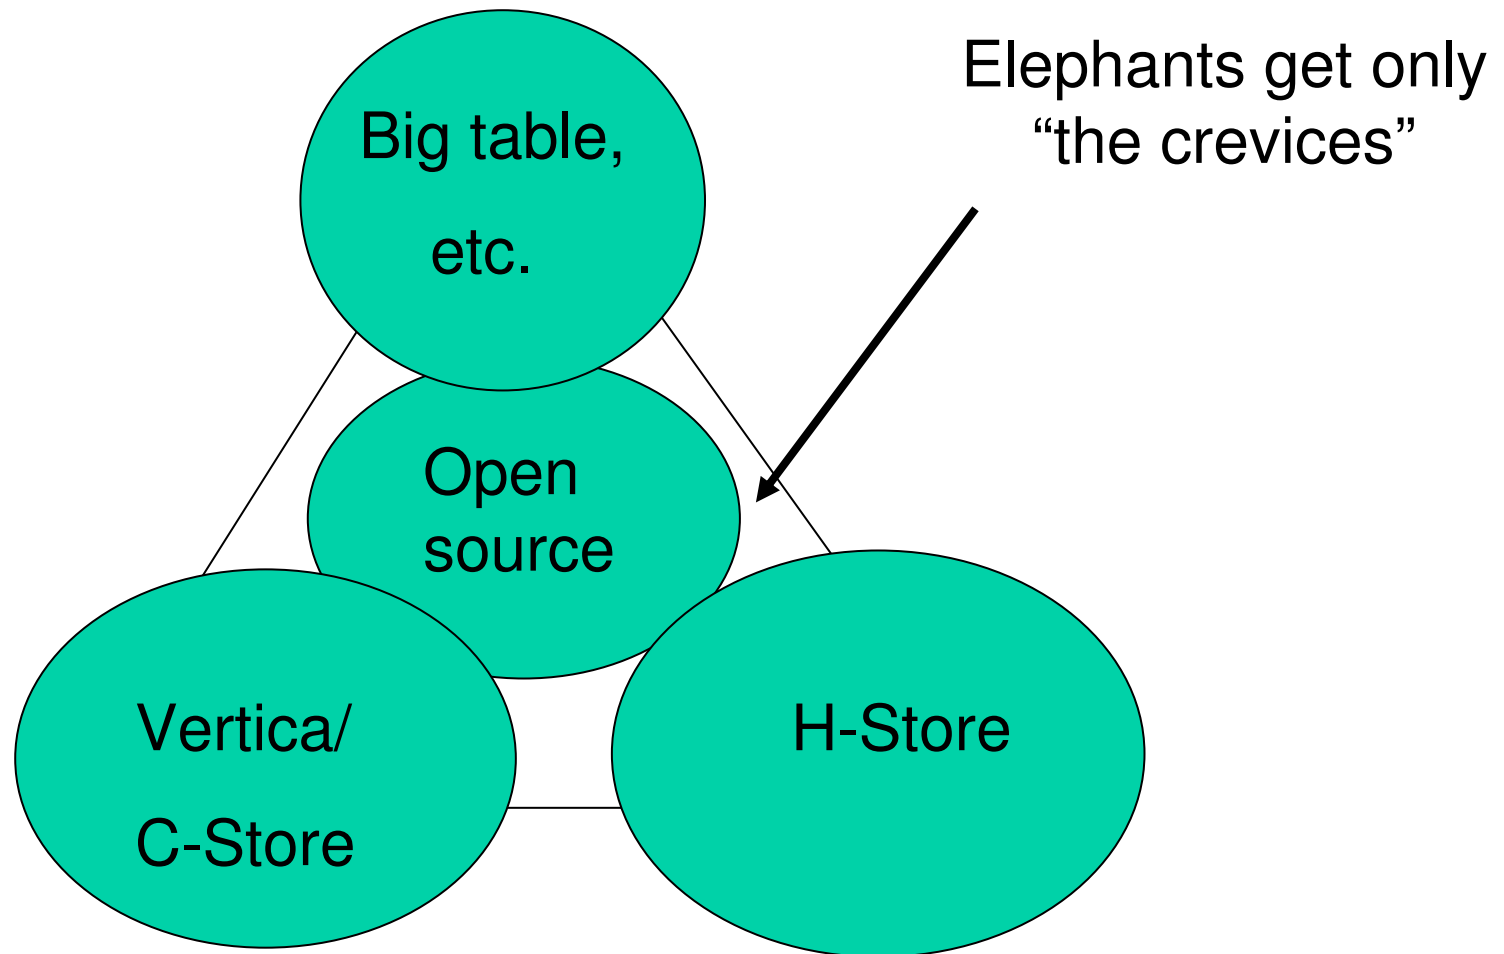 Elephants get only
“the crevices”
Big table,
etc.
Open
source
Vertica/
C-Store
H-Store